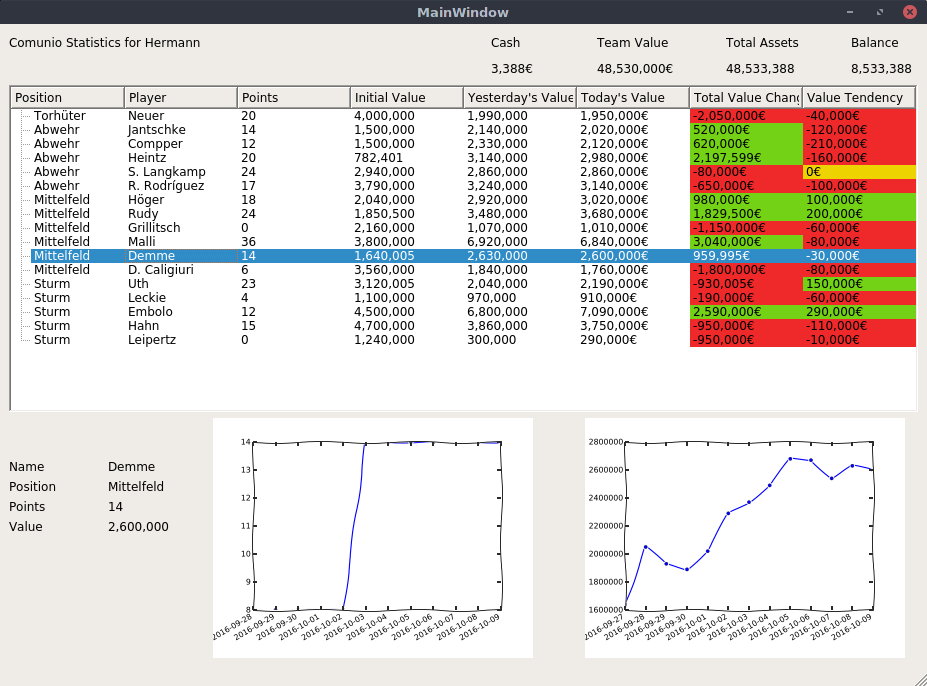 MainWindow
Comunio Statistics for Hermann Cash Team Value Total Assets Balance
3,388€ 48,530,000€ 48,533,388 8,533,388
Position Player Points Initial Value Yesterday's Value Today's Value Total Value Chang Value Tendency
Torhüter Neuer 20 4,000,000 1,990,000 1,950,000€ -2,050,000€ -40,000€
Abwehr Jantschke 14 1,500,000 2,140,000 2,020,000€ 520,000€ -120,000€
Abwehr Compper 12 1,500,000 2,330,000 2,120,000€ 620,000€ -210,000€
Abwehr Heintz 20 782,401 3,140,000 2,980,000€ 2,197,599€ -160,000€
Abwehr S. Langkamp 24 2,940,000 2,860,000 2,860,000€ -80,000€ 0€
Abwehr R. Rodríguez 17 3,790,000 3,240,000 3,140,000€ -650,000€ -100,000€
Mittelfeld Höger 18 2,040,000 2,920,000 3,020,000€ 980,000€ 100,000€
Mittelfeld Rudy 24 1,850,500 3,480,000 3,680,000€ 1,829,500€ 200,000€
Mittelfeld Grillitsch 0 2,160,000 1,070,000 1,010,000€ -1,150,000€ -60,000€
Mittelfeld Malli 36 3,800,000 6,920,000 6,840,000€ 3,040,000€ -80,000€
Mittelfeld Demme 14 1,640,005 2,630,000 2,600,000€ 959,995€ -30,000€
Mittelfeld D. Caligiuri 6 3,560,000 1,840,000 1,760,000€ -1,800,000€ -80,000€
Sturm Uth 23 3,120,005 2,040,000 2,190,000€ -930,005€ 150,000€
Sturm Leckie 4 1,100,000 970,000 910,000€ -190,000€ -60,000€
Sturm Embolo 12 4,500,000 6,800,000 7,090,000€ 2,590,000€ 290,000€
Sturm Hahn 15 4,700,000 3,860,000 3,750,000€ -950,000€ -110,000€
Sturm Leipertz 0 1,240,000 300,000 290,000€ -950,000€ -10,000€
Name Demme
Position Mittelfeld
Points 14
Value 2,600,000
14
13
12
11
10
9
8
2016-09-28 2016-09-29 2016-09-30 2016-10-01 2016-10-02 2016-10-03 2016-10-04 2016-10-05 2016-10-06 2016-10-07 2016-10-08 2016-10-09
2800000
2600000
2400000
2200000
2000000
1800000
1600000
2016-09-27 2016-09-28 2016-09-29 2016-09-30 2016-10-01 2016-10-02 2016-10-03 2016-10-04 2016-10-05 2016-10-06 2016-10-07 2016-10-08 2016-10-09